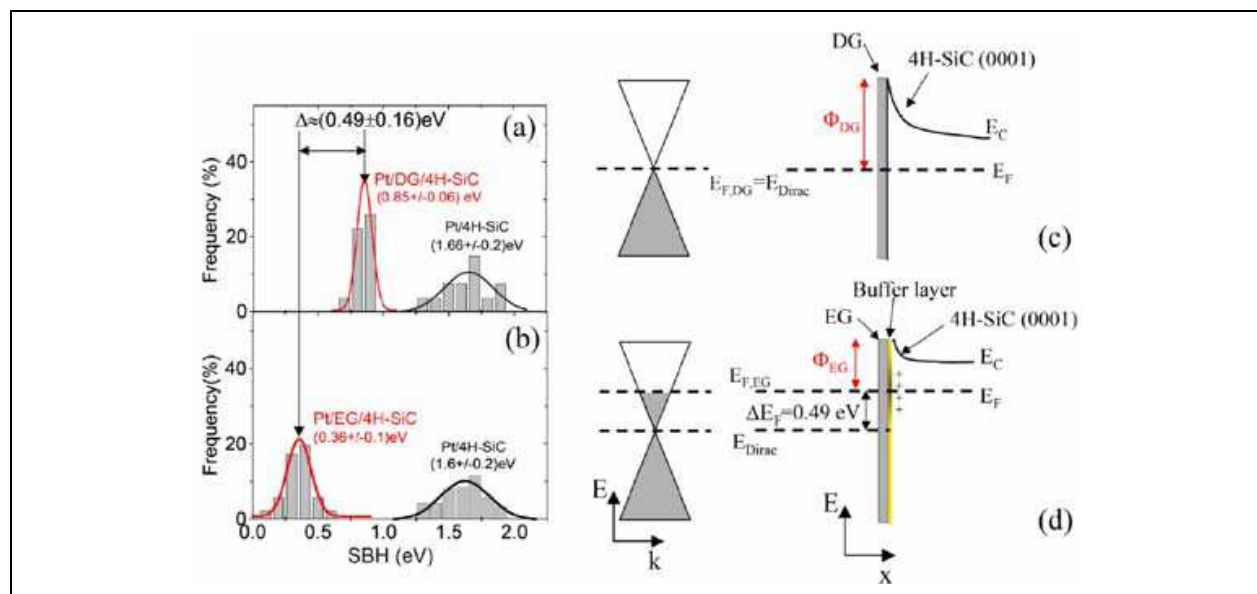 (a)
Δ≈(0.49±0.16)eV
Pt/DG/4H-SiC
(0.85+/-0.06) eV
Pt/4H-SiC
(1.66+/-0.2)eV
Frequency (%)
40
20
0
(b)
Pt/EG/4H-SiC
(0.36+/-0.1)eV
Pt/4H-SiC
(1.6+/-0.2)eV
Frequency(%)
40
20
0
0.0 0.5 1.0 1.5 2.0
SBH (eV)
DG
4H-SiC (0001)
Φ_DG
E_C
E_F,DG=E_Dirac
E_F
(c)
Buffer layer
EG
4H-SiC (0001)
Φ_EG
E_C
E_F,EG
E_F
ΔE_F=0.49 eV
E_Dirac
+
+
+
+
E
k
E
x
(d)